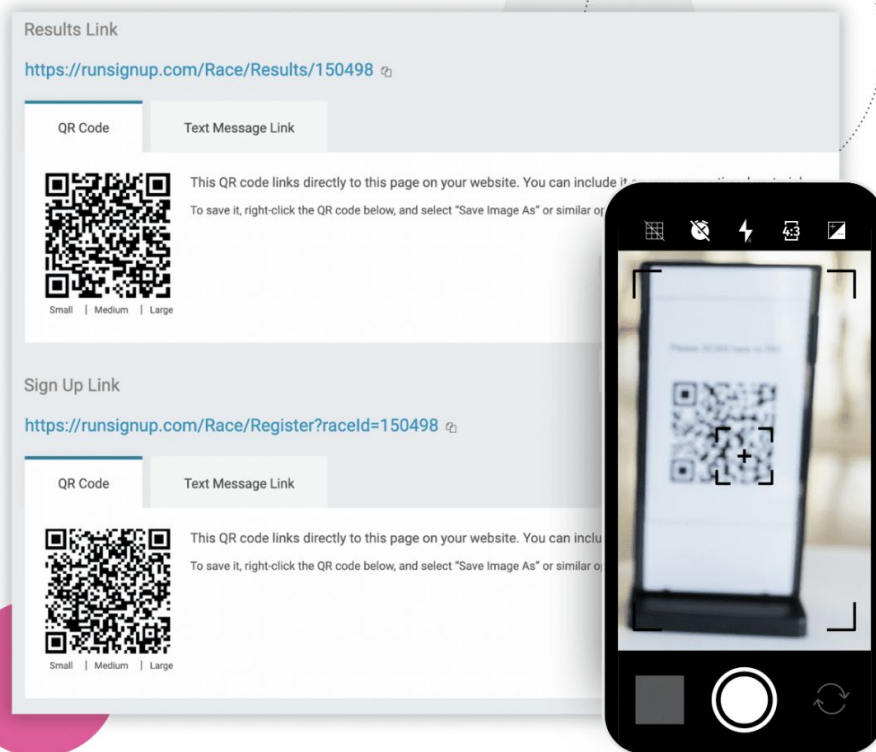 Results Link
https://runsignup.com/Race/Results/150498
QR Code
Text Message Link
This QR code links directly to this page on your website. You can include it
To save it, right-click the QR code below, and select “Save Image As” or similar
Small | Medium | Large
Sign Up Link
https://runsignup.com/Race/Register?raceId=150498
QR Code
Text Message Link
This QR code links directly to this page on your website. You can
To save it, right-click the QR code below, and select “Save Image As” or similar
Small | Medium | Large
4:3
Please SCAN here to